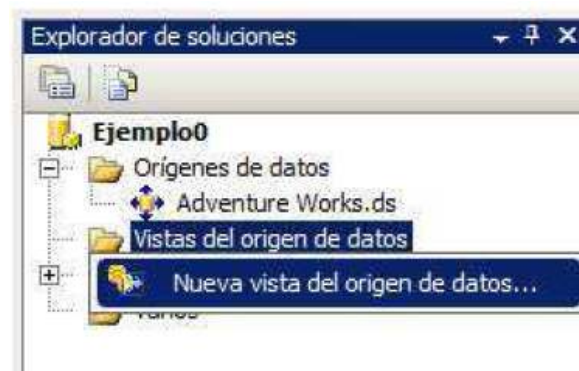 Explorador de soluciones
Ejemplo0
Orígenes de datos
Adventure Works.ds
Vistas del origen de datos
Nueva vista del origen de datos...